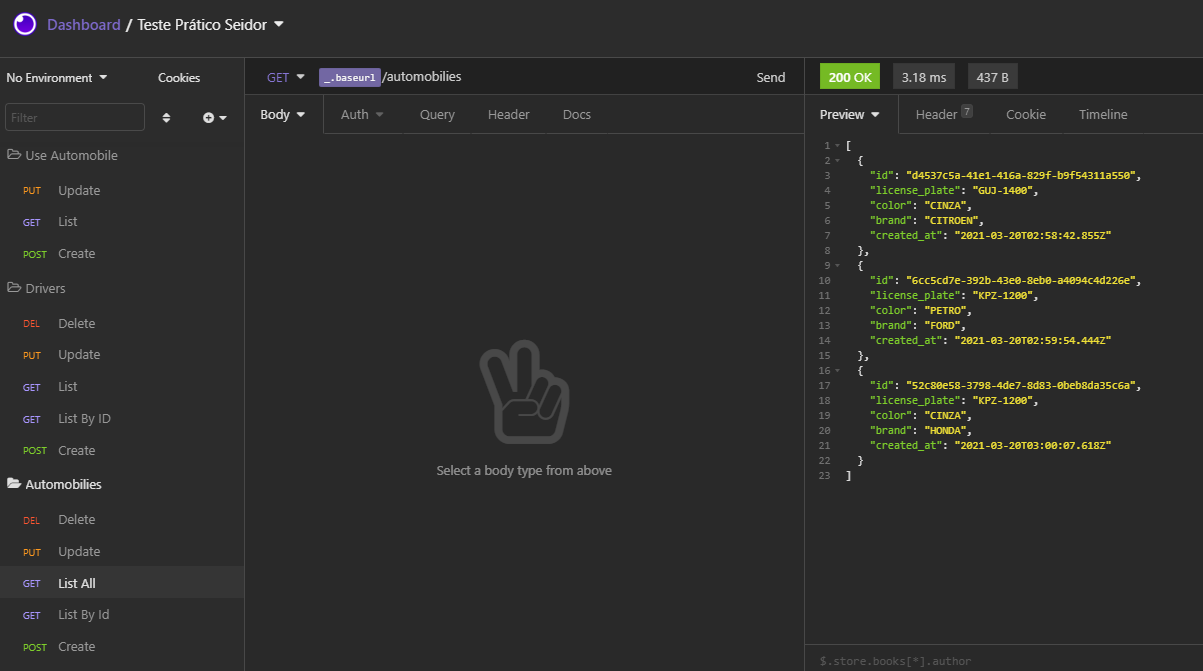 Dashboard / Teste Prático Seidor
No Environment
Cookies
Filter
Use Automobile
PUT Update
GET List
POST Create
Drivers
DEL Delete
PUT Update
GET List
GET List By ID
POST Create
Automobilies
DEL Delete
PUT Update
GET List All
GET List By Id
POST Create
GET _.baseurl /automobilies Send
Body Auth Query Header Docs
Select a body type from above
200 OK 3.18 ms 437 B
Preview Header 7 Cookie Timeline
1 [
2 {
3 "id": "d4537c5a-41e1-416a-829f-b9f54311a550",
4 "license_plate": "GUJ-1400",
5 "color": "CINZA",
6 "brand": "CITROEN",
7 "created_at": "2021-03-20T02:58:42.855Z"
8 },
9 {
10 "id": "6cc5cd7e-392b-43e0-8eb0-a4094c4d226e",
11 "license_plate": "KPZ-1200",
12 "color": "PETRO",
13 "brand": "FORD",
14 "created_at": "2021-03-20T02:59:54.444Z"
15 },
16 {
17 "id": "52c80e58-3798-4de7-8d83-0beb8da35c6a",
18 "license_plate": "KPZ-1200",
19 "color": "CINZA",
20 "brand": "HONDA",
21 "created_at": "2021-03-20T03:00:07.618Z"
22 }
23 ]
$.store.books[*].author